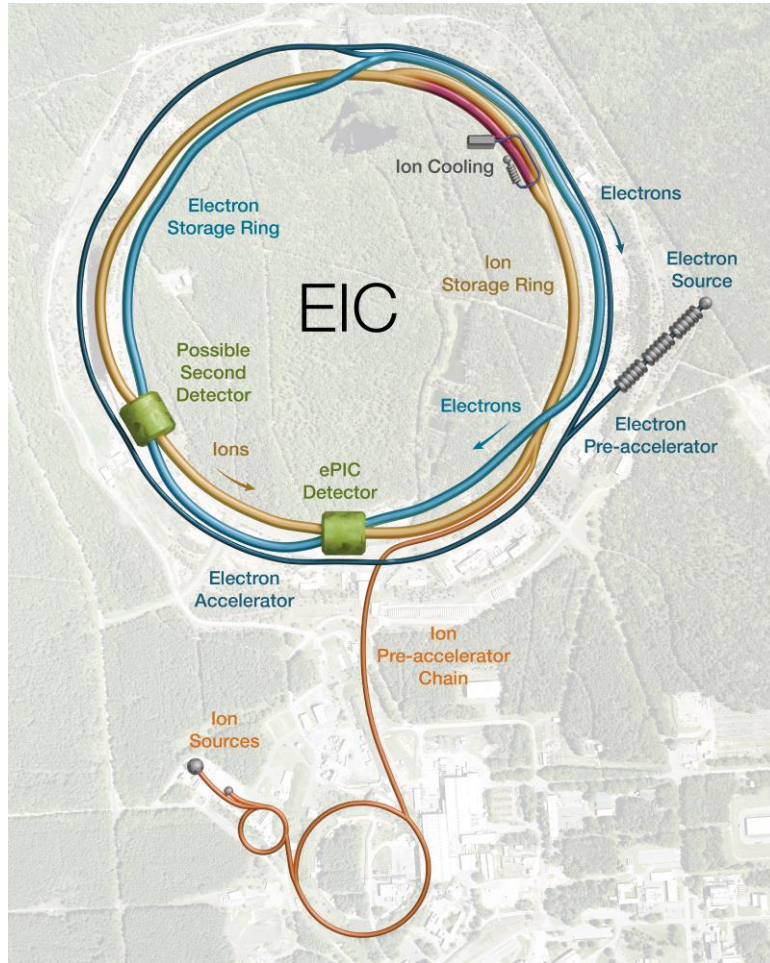 Ion Cooling
Electrons
Electron
Storage Ring
Electron
Source
Ion
Storage Ring
EIC
Possible
Second
Detector
Electrons
Electron
Pre-accelerator
Ions
ePIC
Detector
Electron
Accelerator
Ion
Pre-accelerator
Chain
Ion
Sources